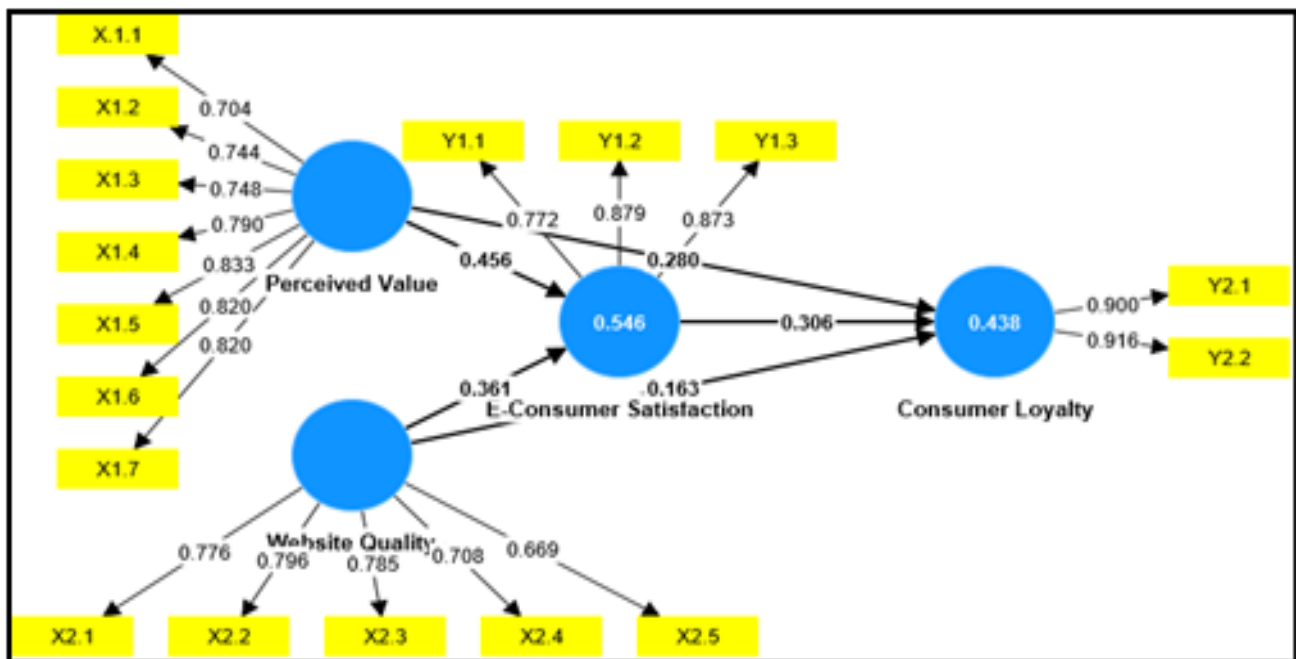 X.1.1
0.704
X1.2
0.744
X1.3
0.748
X1.4
0.790
X1.5
0.833
X1.6
0.820
X1.7
0.820
Perceived Value
Y1.1
Y1.2
Y1.3
0.772
0.879
0.873
0.456
0.280
0.546
0.306
0.438
0.361
0.163
E-Consumer Satisfaction
Consumer Loyalty
0.900
Y2.1
0.916
Y2.2
Website Quality
0.776
0.796
0.785
0.708
0.669
X2.1
X2.2
X2.3
X2.4
X2.5